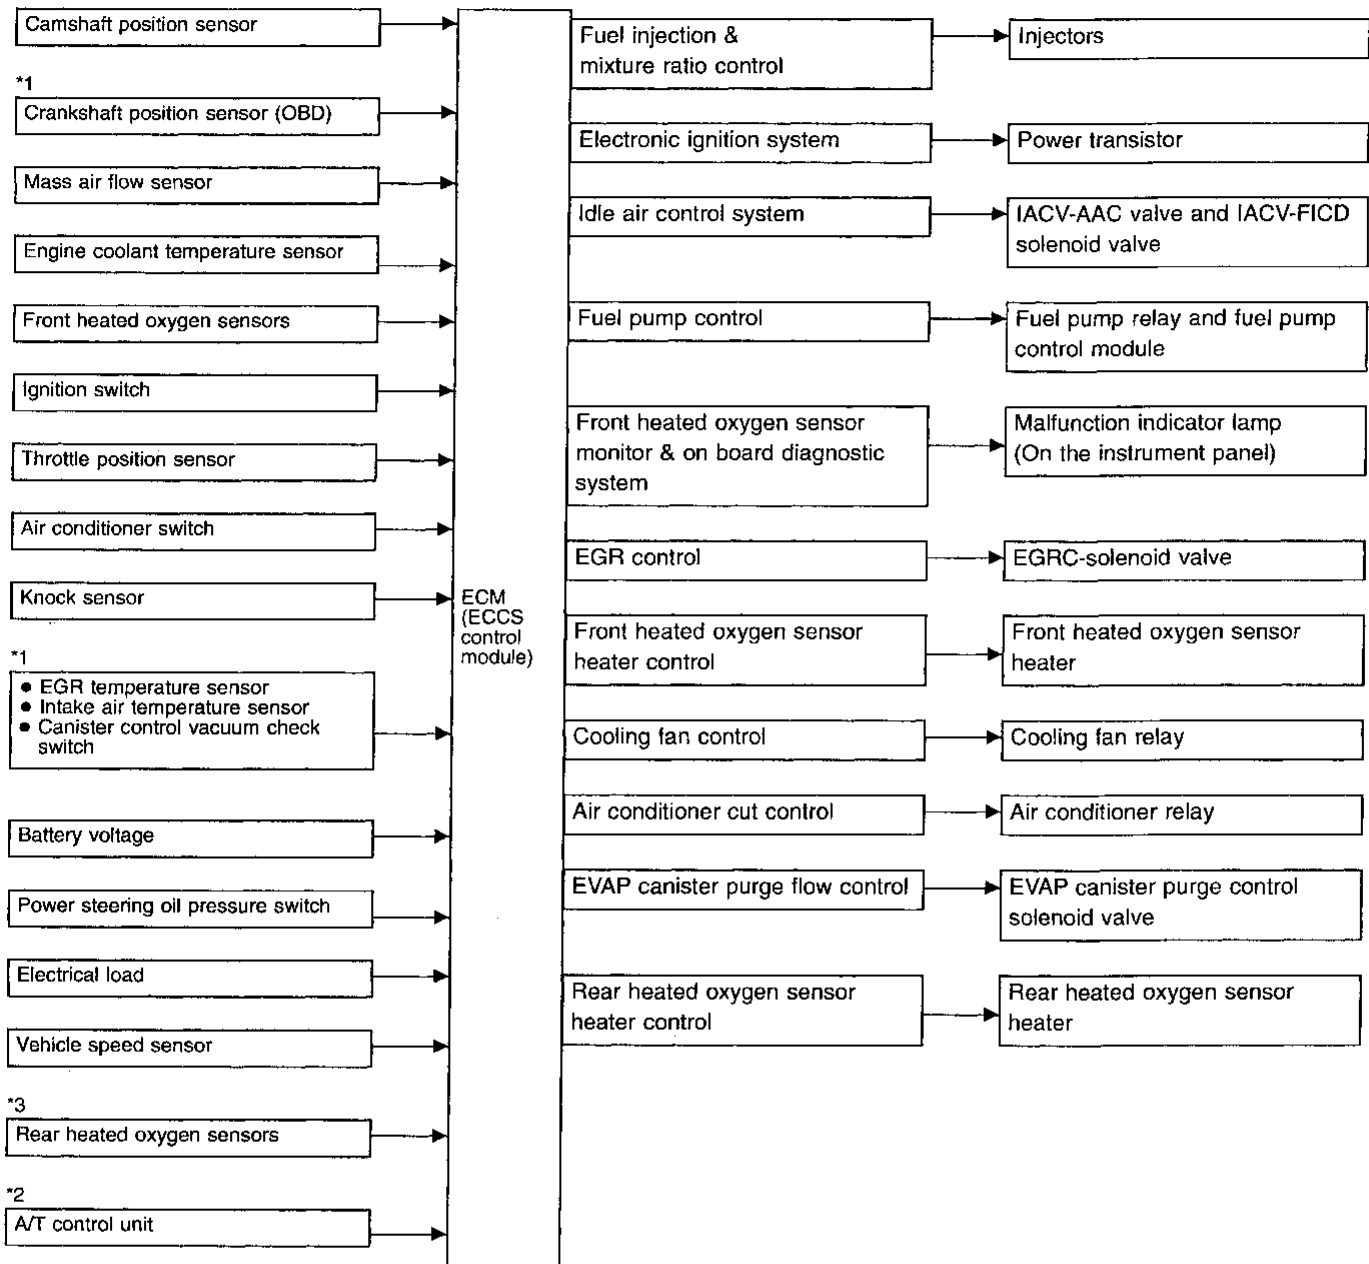 Camshaft position sensor
*1
Crankshaft position sensor (OBD)
Mass air flow sensor
Engine coolant temperature sensor
Front heated oxygen sensors
Ignition switch
Throttle position sensor
Air conditioner switch
Knock sensor
*1
● EGR temperature sensor
● Intake air temperature sensor
● Canister control vacuum check
switch
Battery voltage
Power steering oil pressure switch
Electrical load
Vehicle speed sensor
*3
Rear heated oxygen sensors
*2
A/T control unit
ECM
(ECCS
control
module)
Fuel injection &
mixture ratio control
Injectors
Electronic ignition system
Power transistor
Idle air control system
IACV-AAC valve and IACV-FICD
solenoid valve
Fuel pump control
Fuel pump relay and fuel pump
control module
Front heated oxygen sensor
monitor & on board diagnostic
system
Malfunction indicator lamp
(On the instrument panel)
EGR control
EGRC-solenoid valve
Front heated oxygen sensor
heater control
Front heated oxygen sensor
heater
Cooling fan control
Cooling fan relay
Air conditioner cut control
Air conditioner relay
EVAP canister purge flow control
EVAP canister purge control
solenoid valve
Rear heated oxygen sensor
heater control
Rear heated oxygen sensor
heater